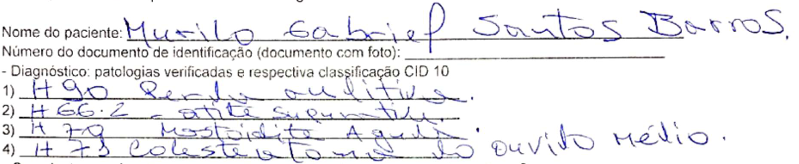 Nome do paciente: Murilo Gabriel Santos Barros.
Número do documento de identificação (documento com foto):
- Diagnóstico: patologias verificadas e respectiva classificação CID 10
1) H 90 Perda auditiva.
2) H 66.2 - otite supurativa
3) H 70 Mastoidite Aguda.
4) H 71 Colesteatoma do ouvido médio.